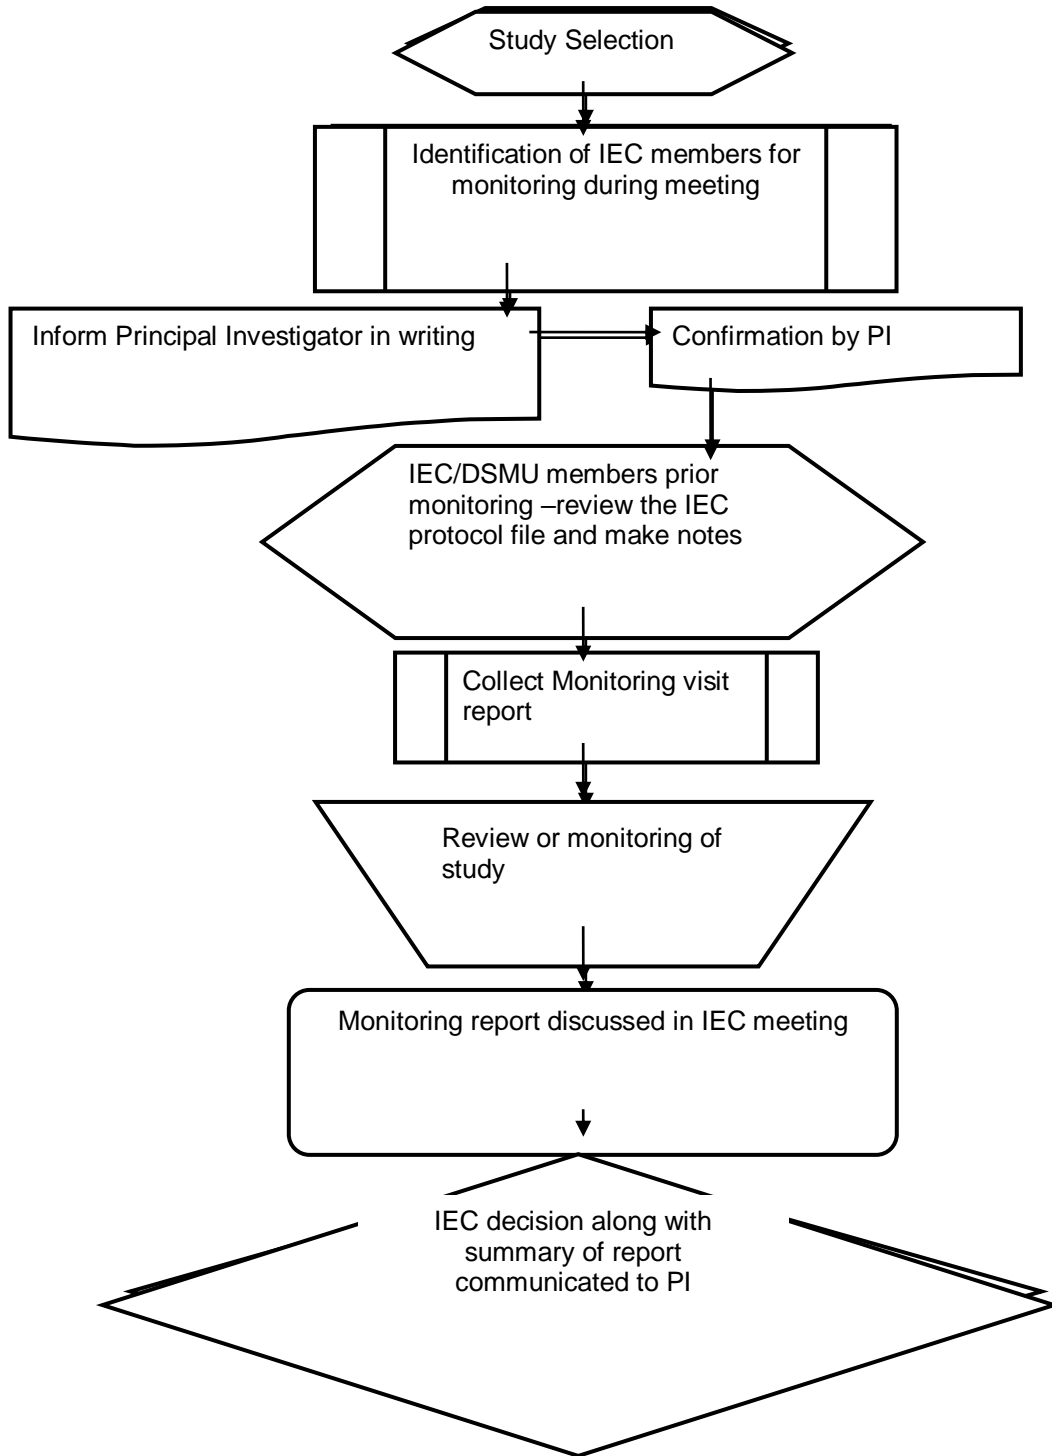 Study Selection
Identification of IEC members for
monitoring during meeting
Inform Principal Investigator in writing
Confirmation by PI
IEC/DSMU members prior
monitoring –review the IEC
protocol file and make notes
Collect Monitoring visit
report
Review or monitoring of
study
Monitoring report discussed in IEC meeting
IEC decision along with
summary of report
communicated to PI